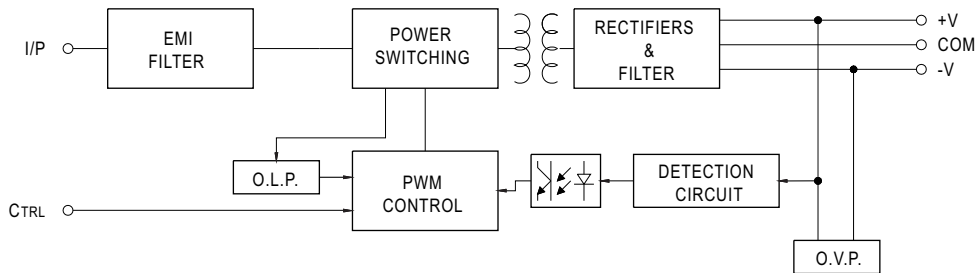 I/P
EMI
FILTER
POWER
SWITCHING
RECTIFIERS
&
FILTER
+V
COM
-V
O.L.P.
PWM
CONTROL
DETECTION
CIRCUIT
CTRL
O.V.P.